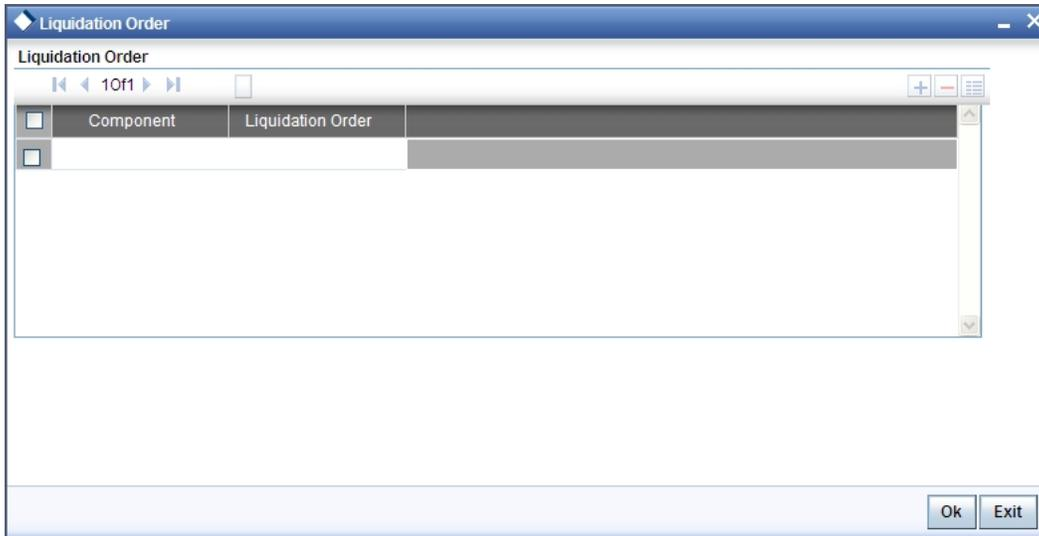 Liquidation Order
Liquidation Order
1Of1
Component Liquidation Order
Ok Exit